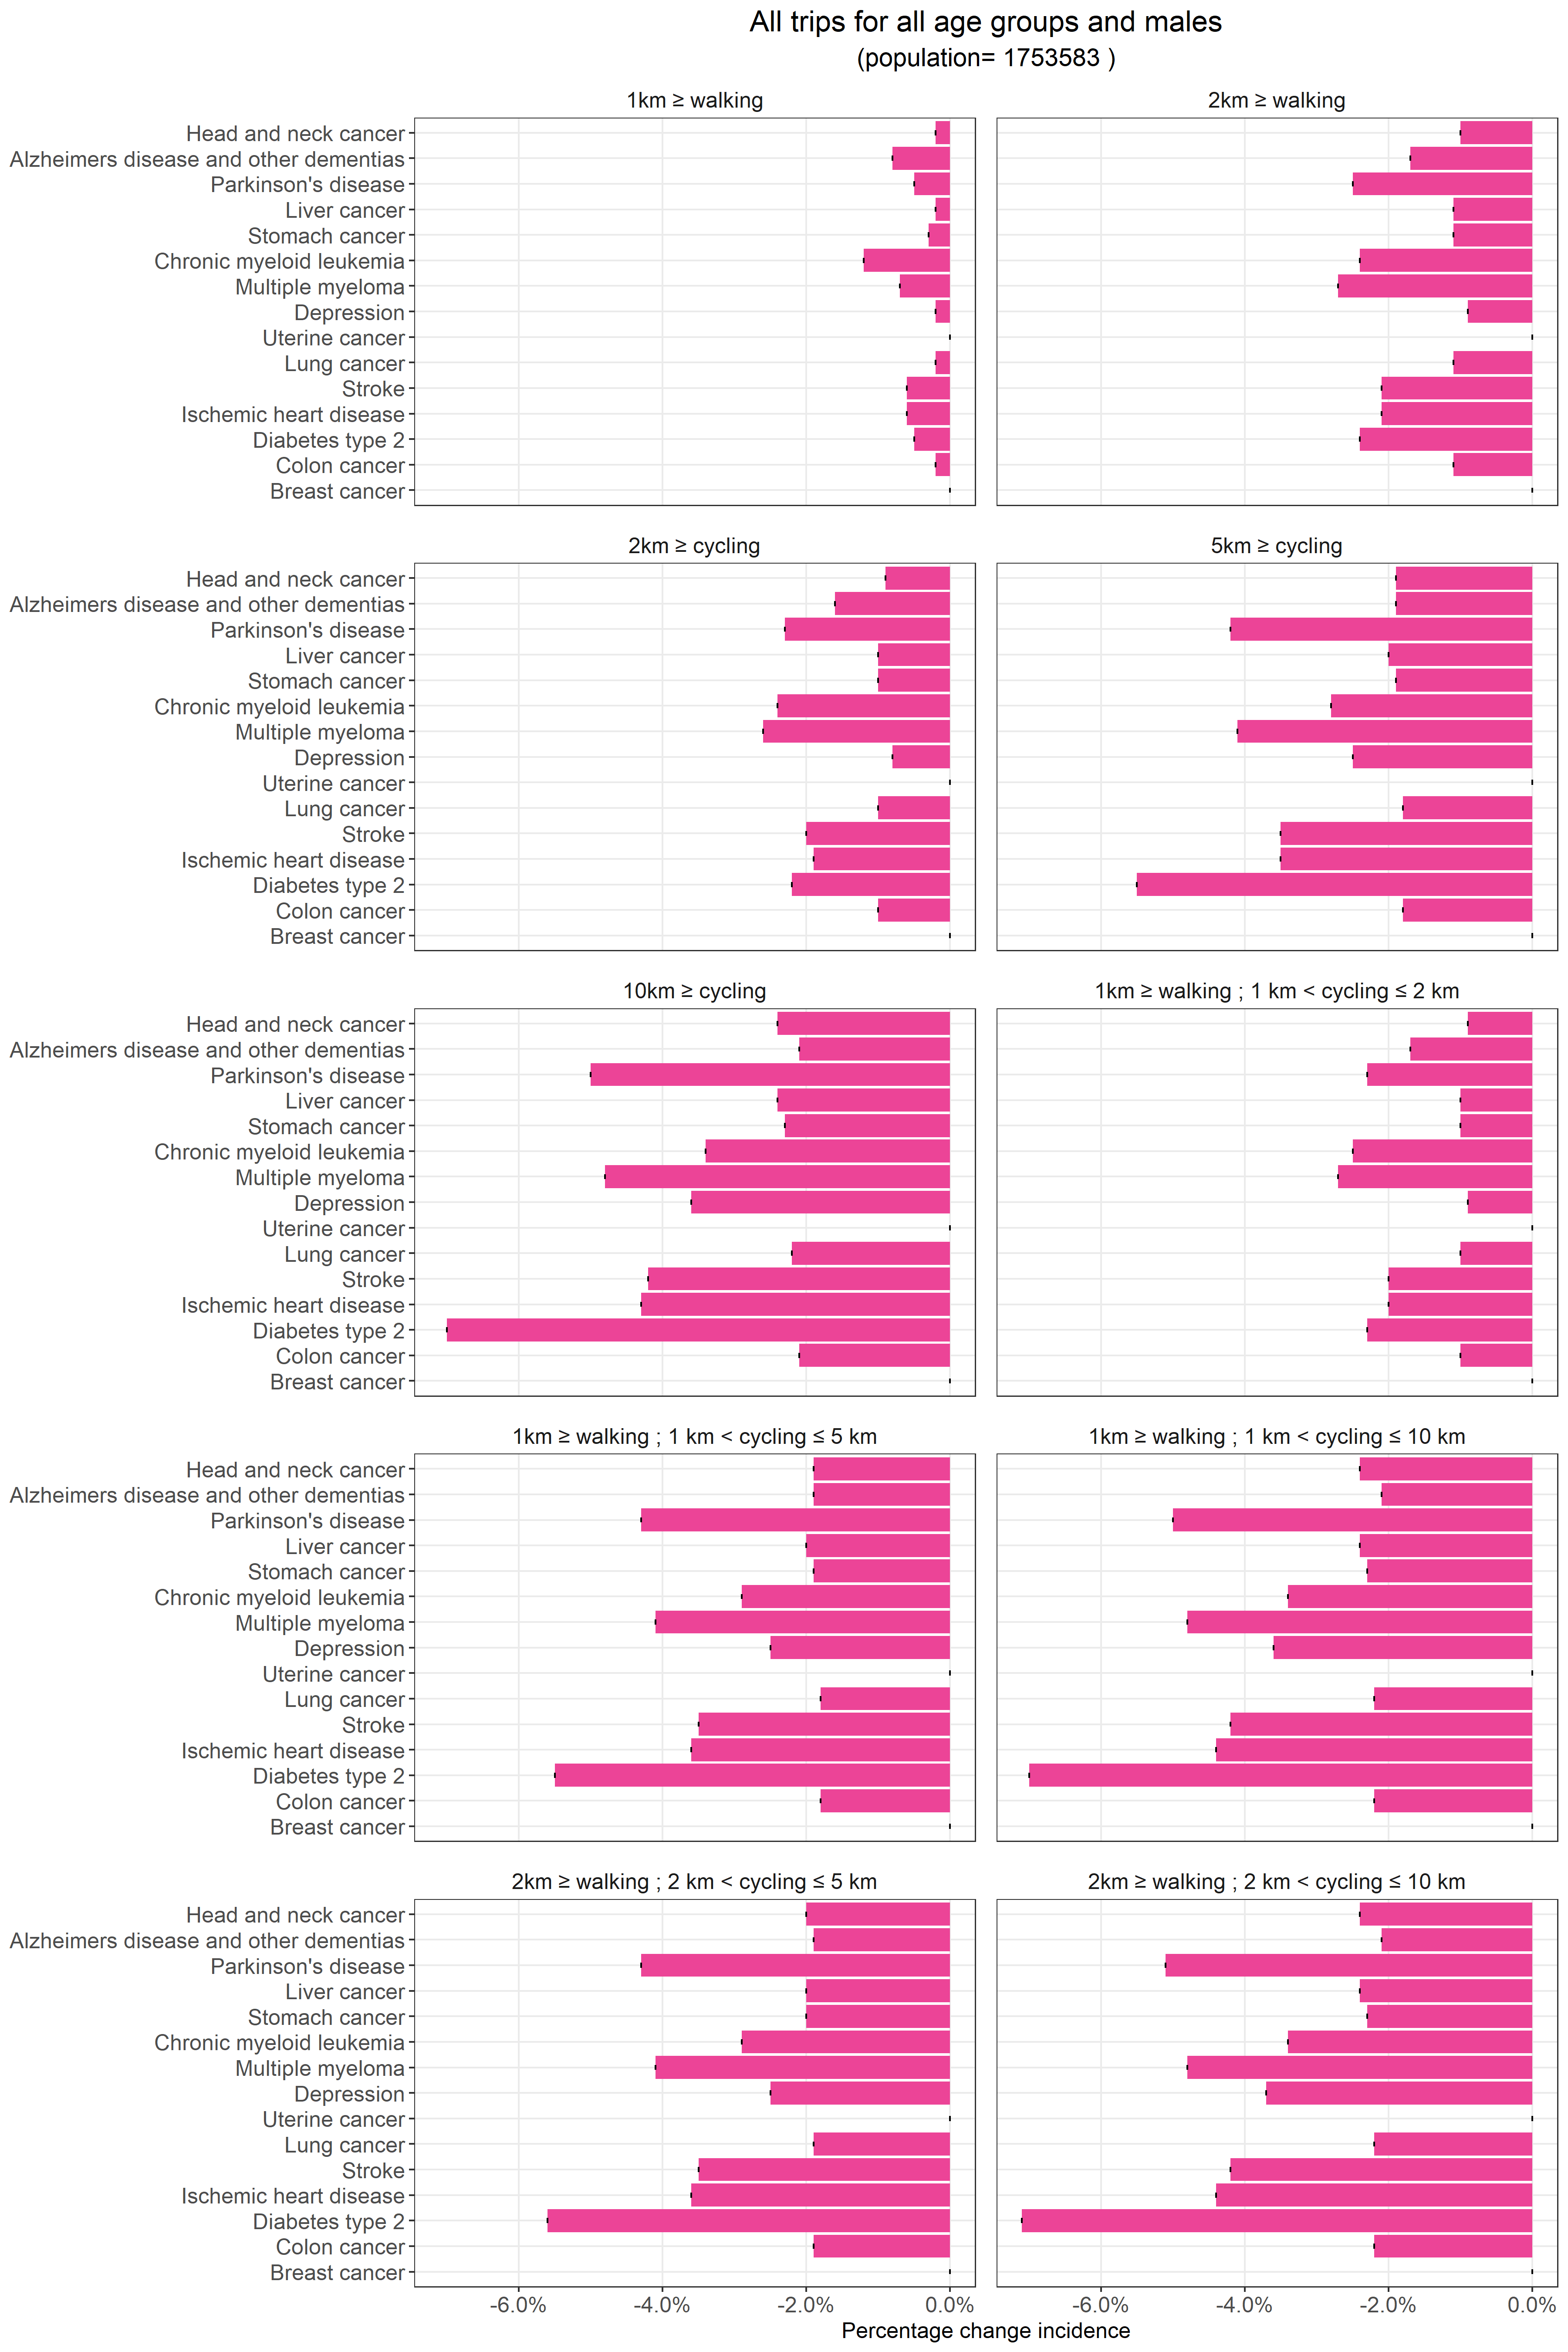 All trips for all age groups and males
(population= 1753583 )
1km ≥ walking
2km ≥ walking
Head and neck cancer
Alzheimers disease and other dementias
Parkinson's disease
Liver cancer
Stomach cancer
Chronic myeloid leukemia
Multiple myeloma
Depression
Uterine cancer
Lung cancer
Stroke
Ischemic heart disease
Diabetes type 2
Colon cancer
Breast cancer
2km ≥ cycling
5km ≥ cycling
Head and neck cancer
Alzheimers disease and other dementias
Parkinson's disease
Liver cancer
Stomach cancer
Chronic myeloid leukemia
Multiple myeloma
Depression
Uterine cancer
Lung cancer
Stroke
Ischemic heart disease
Diabetes type 2
Colon cancer
Breast cancer
10km ≥ cycling
1km ≥ walking ; 1 km < cycling ≤ 2 km
Head and neck cancer
Alzheimers disease and other dementias
Parkinson's disease
Liver cancer
Stomach cancer
Chronic myeloid leukemia
Multiple myeloma
Depression
Uterine cancer
Lung cancer
Stroke
Ischemic heart disease
Diabetes type 2
Colon cancer
Breast cancer
1km ≥ walking ; 1 km < cycling ≤ 5 km
1km ≥ walking ; 1 km < cycling ≤ 10 km
Head and neck cancer
Alzheimers disease and other dementias
Parkinson's disease
Liver cancer
Stomach cancer
Chronic myeloid leukemia
Multiple myeloma
Depression
Uterine cancer
Lung cancer
Stroke
Ischemic heart disease
Diabetes type 2
Colon cancer
Breast cancer
2km ≥ walking ; 2 km < cycling ≤ 5 km
2km ≥ walking ; 2 km < cycling ≤ 10 km
Head and neck cancer
Alzheimers disease and other dementias
Parkinson's disease
Liver cancer
Stomach cancer
Chronic myeloid leukemia
Multiple myeloma
Depression
Uterine cancer
Lung cancer
Stroke
Ischemic heart disease
Diabetes type 2
Colon cancer
Breast cancer
-6.0% -4.0% -2.0% 0.0% -6.0% -4.0% -2.0% 0.0%
Percentage change incidence